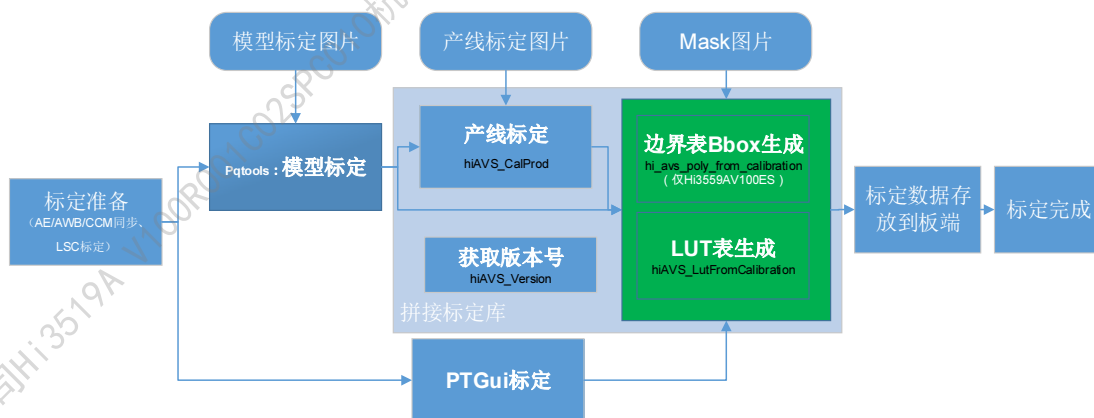 模型标定图片
产线标定图片
Mask图片
Pqtools：模型标定
产线标定
hiAVS_CalProd
边界表Bbox生成
hi_avs_poly_from_calibration
（仅Hi3559AV100ES）
标定准备
（AE/AWB/CCM同步、
LSC标定）
获取版本号
hiAVS_Version
LUT表生成
hiAVS_LutFromCalibration
标定数据存
放到板端
标定完成
拼接标定库
PTGui标定